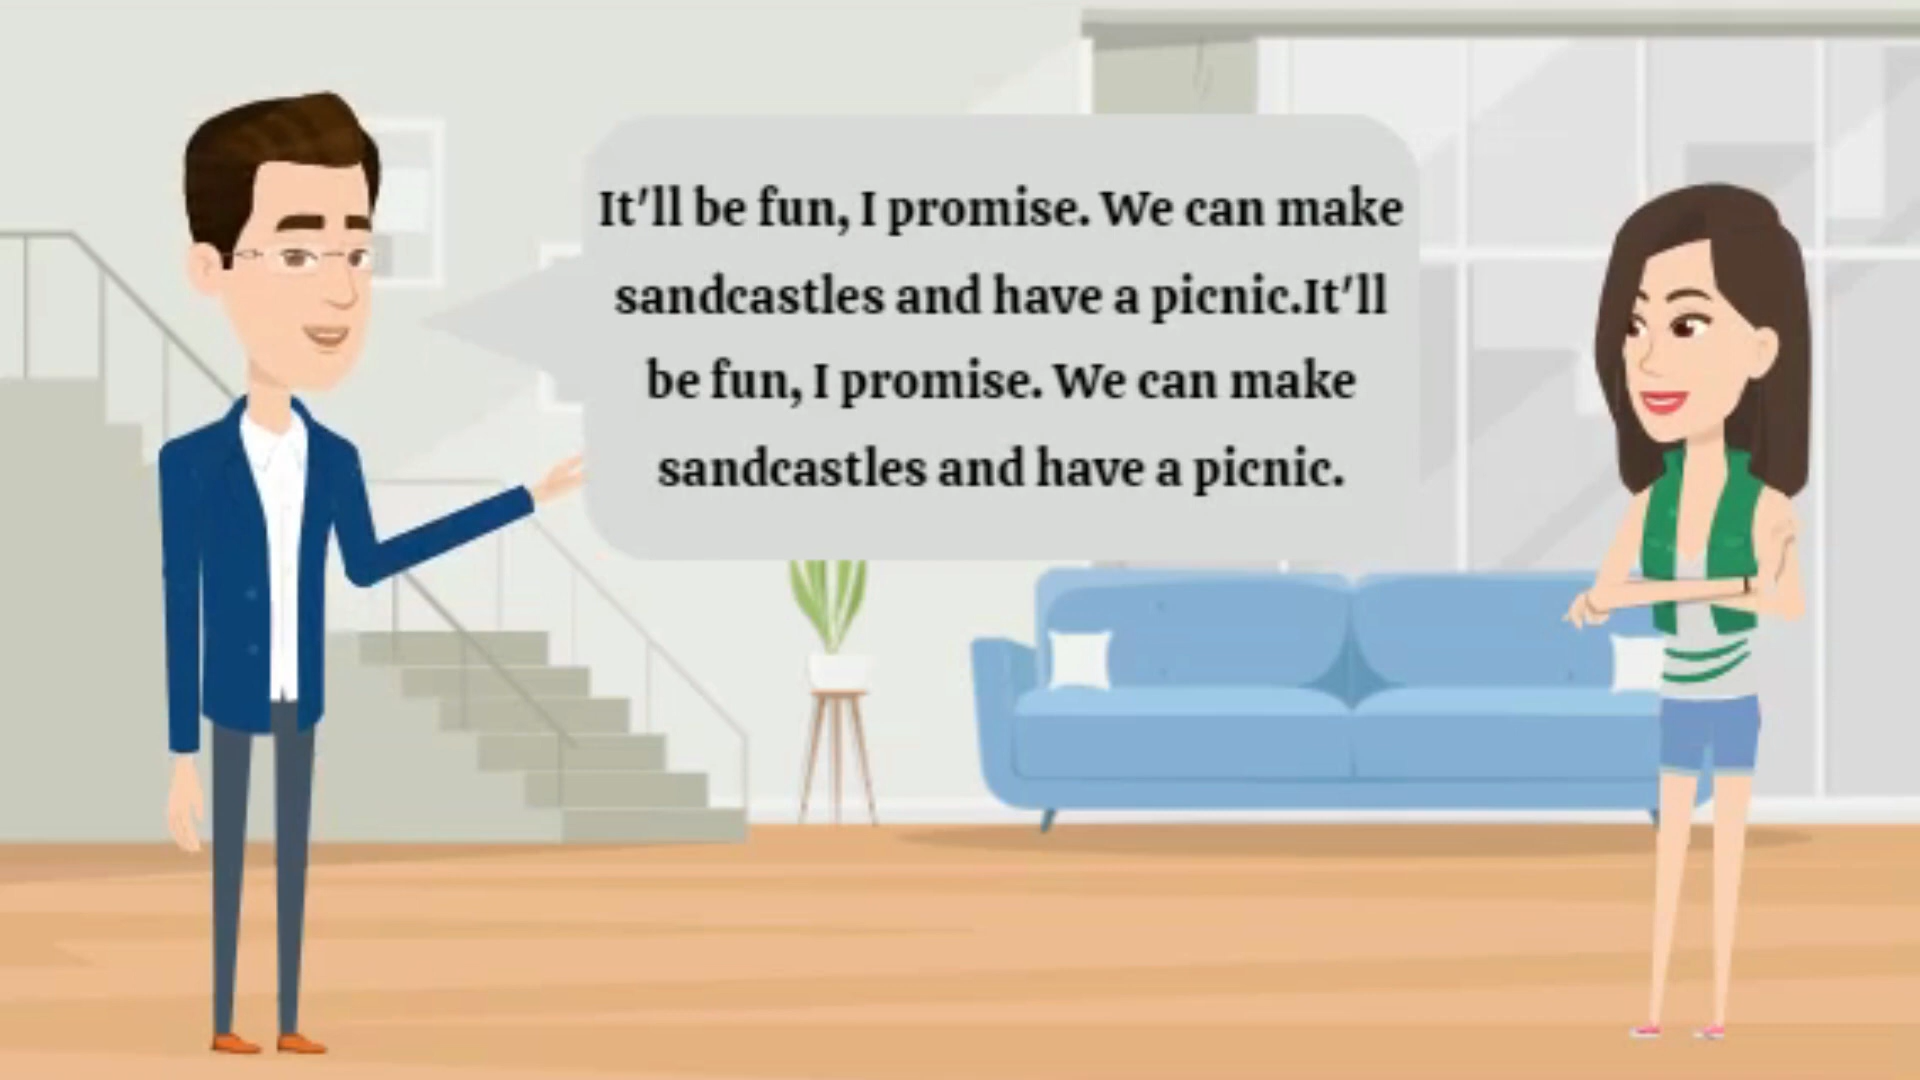 It'll be fun, I promise. We can make
sandcastles and have a picnic.It'll
be fun, I promise. We can make
sandcastles and have a picnic.